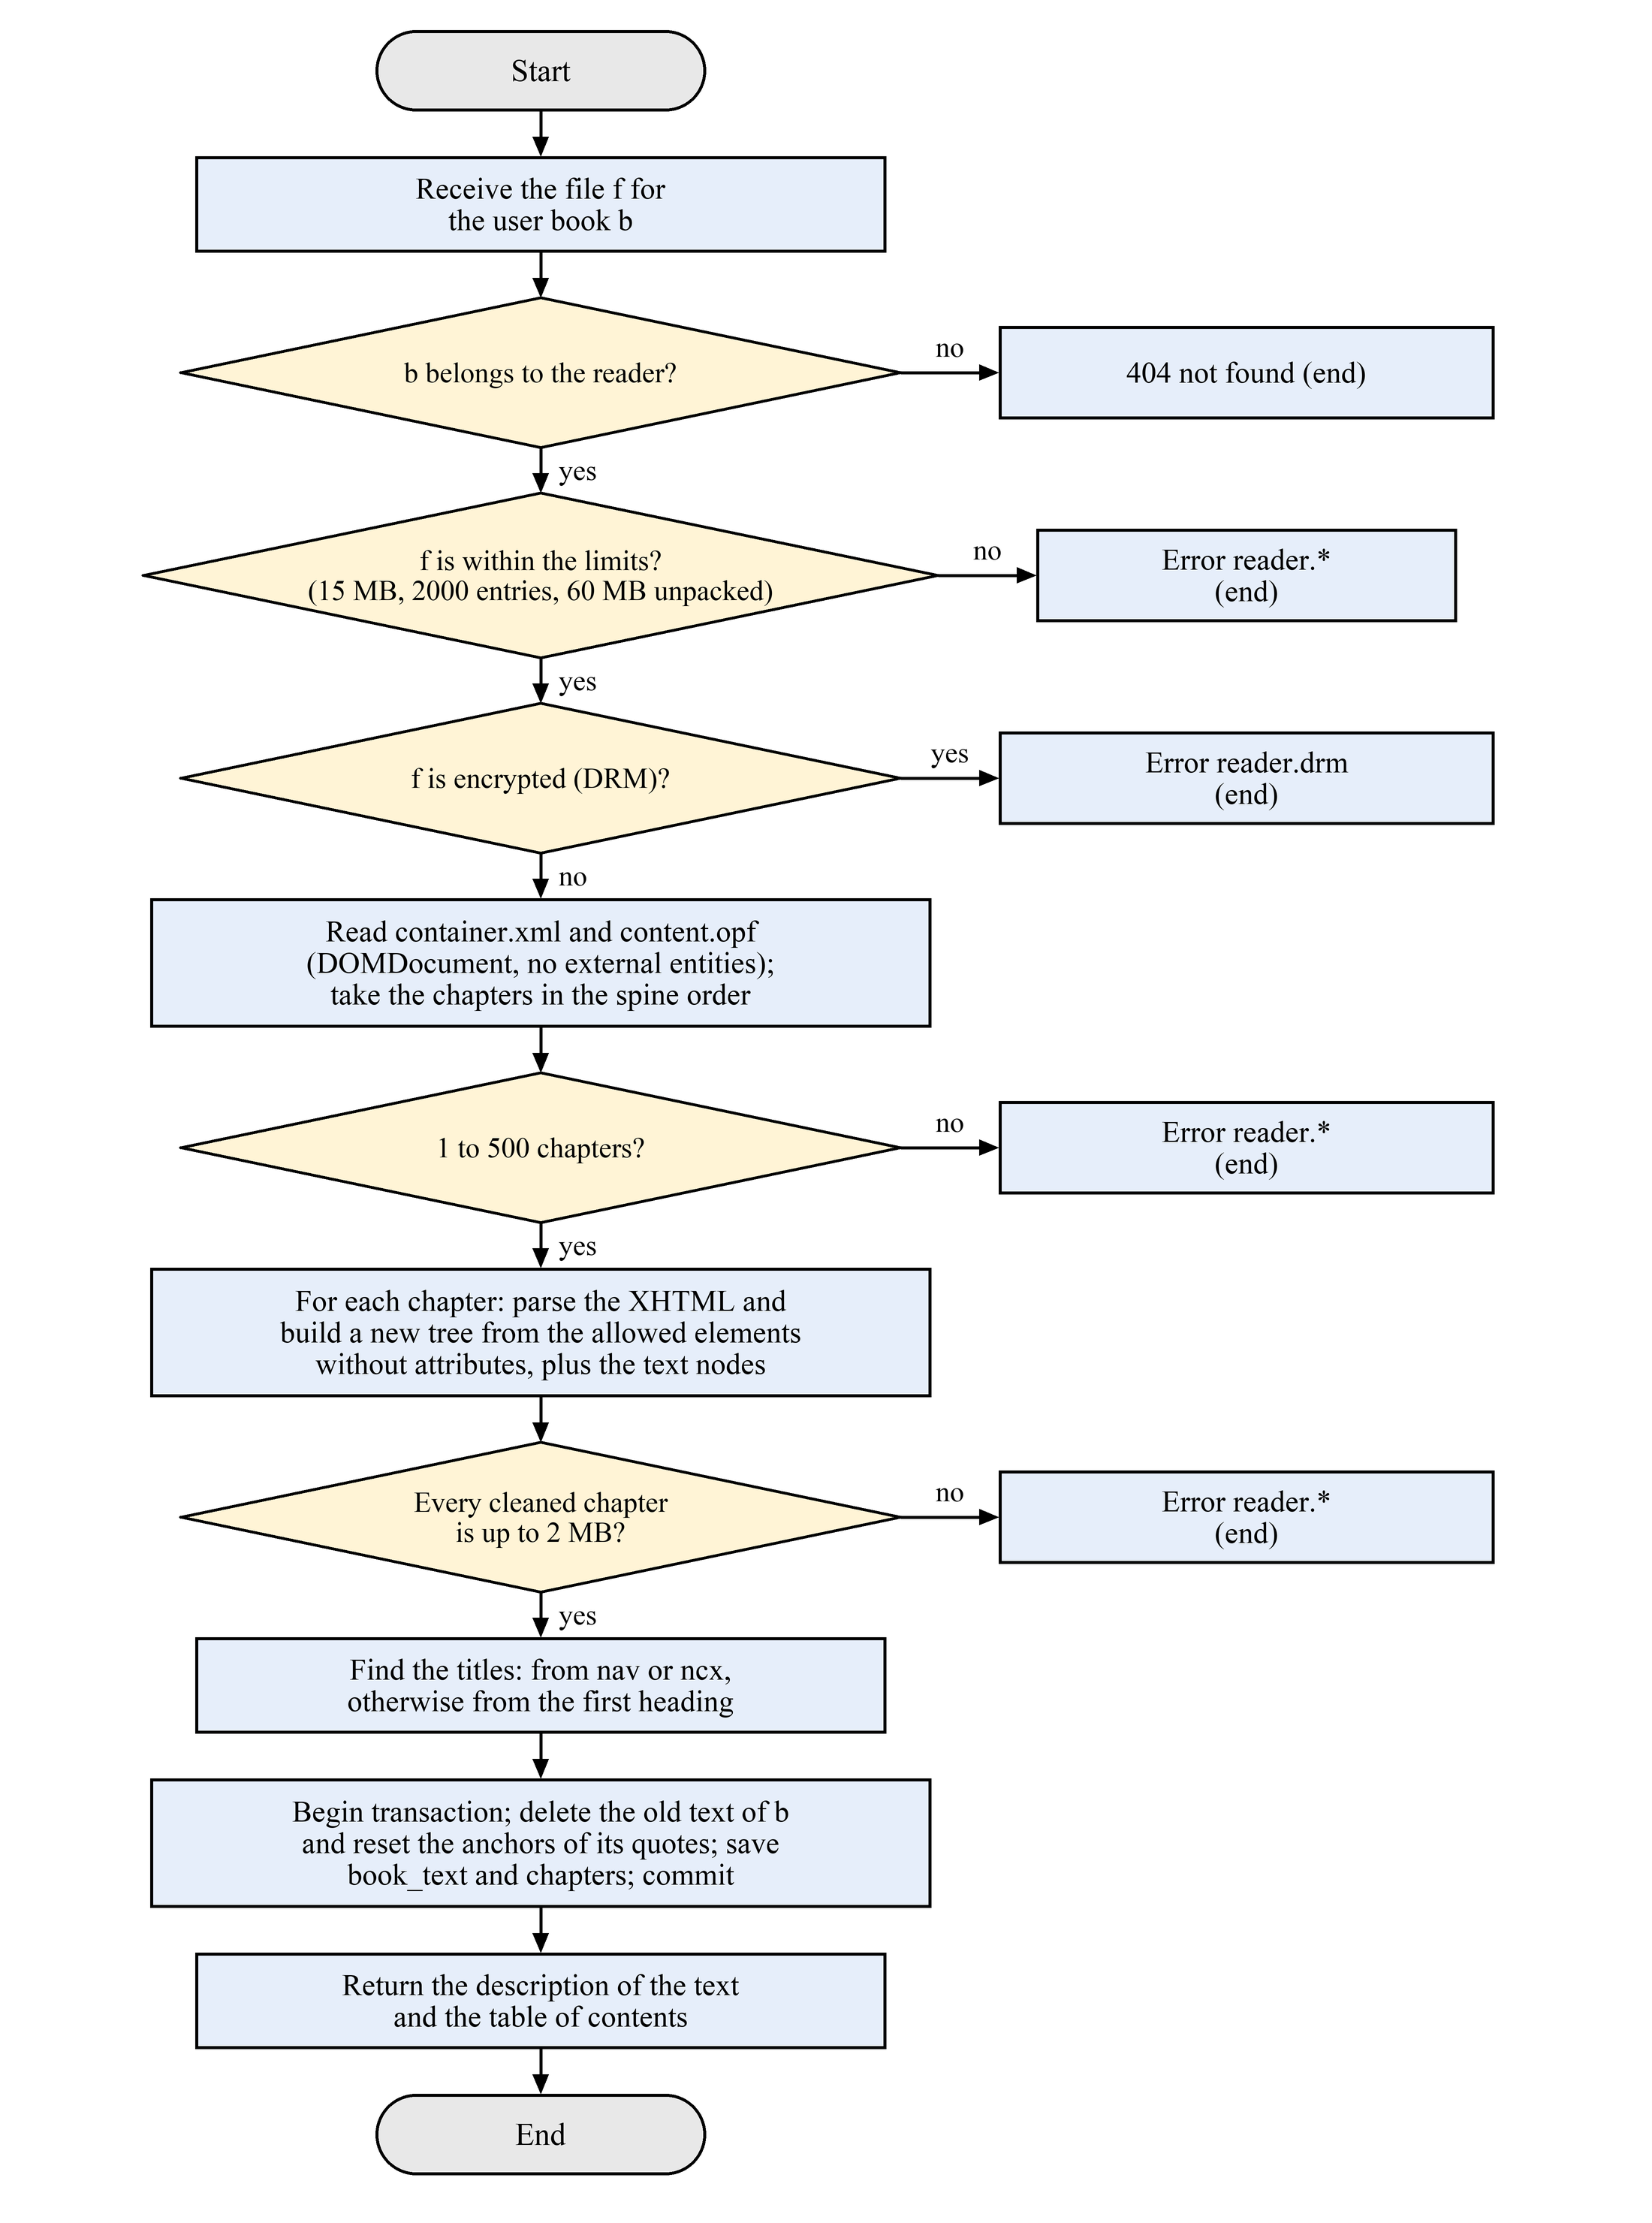 Start
Receive the file f for
the user book b
b belongs to the reader?
no
404 not found (end)
yes
f is within the limits?
(15 MB, 2000 entries, 60 MB unpacked)
no
Error reader.*
(end)
yes
f is encrypted (DRM)?
yes
Error reader.drm
(end)
no
Read container.xml and content.opf
(DOMDocument, no external entities);
take the chapters in the spine order
1 to 500 chapters?
no
Error reader.*
(end)
yes
For each chapter: parse the XHTML and
build a new tree from the allowed elements
without attributes, plus the text nodes
Every cleaned chapter
is up to 2 MB?
no
Error reader.*
(end)
yes
Find the titles: from nav or ncx,
otherwise from the first heading
Begin transaction; delete the old text of b
and reset the anchors of its quotes; save
book_text and chapters; commit
Return the description of the text
and the table of contents
End